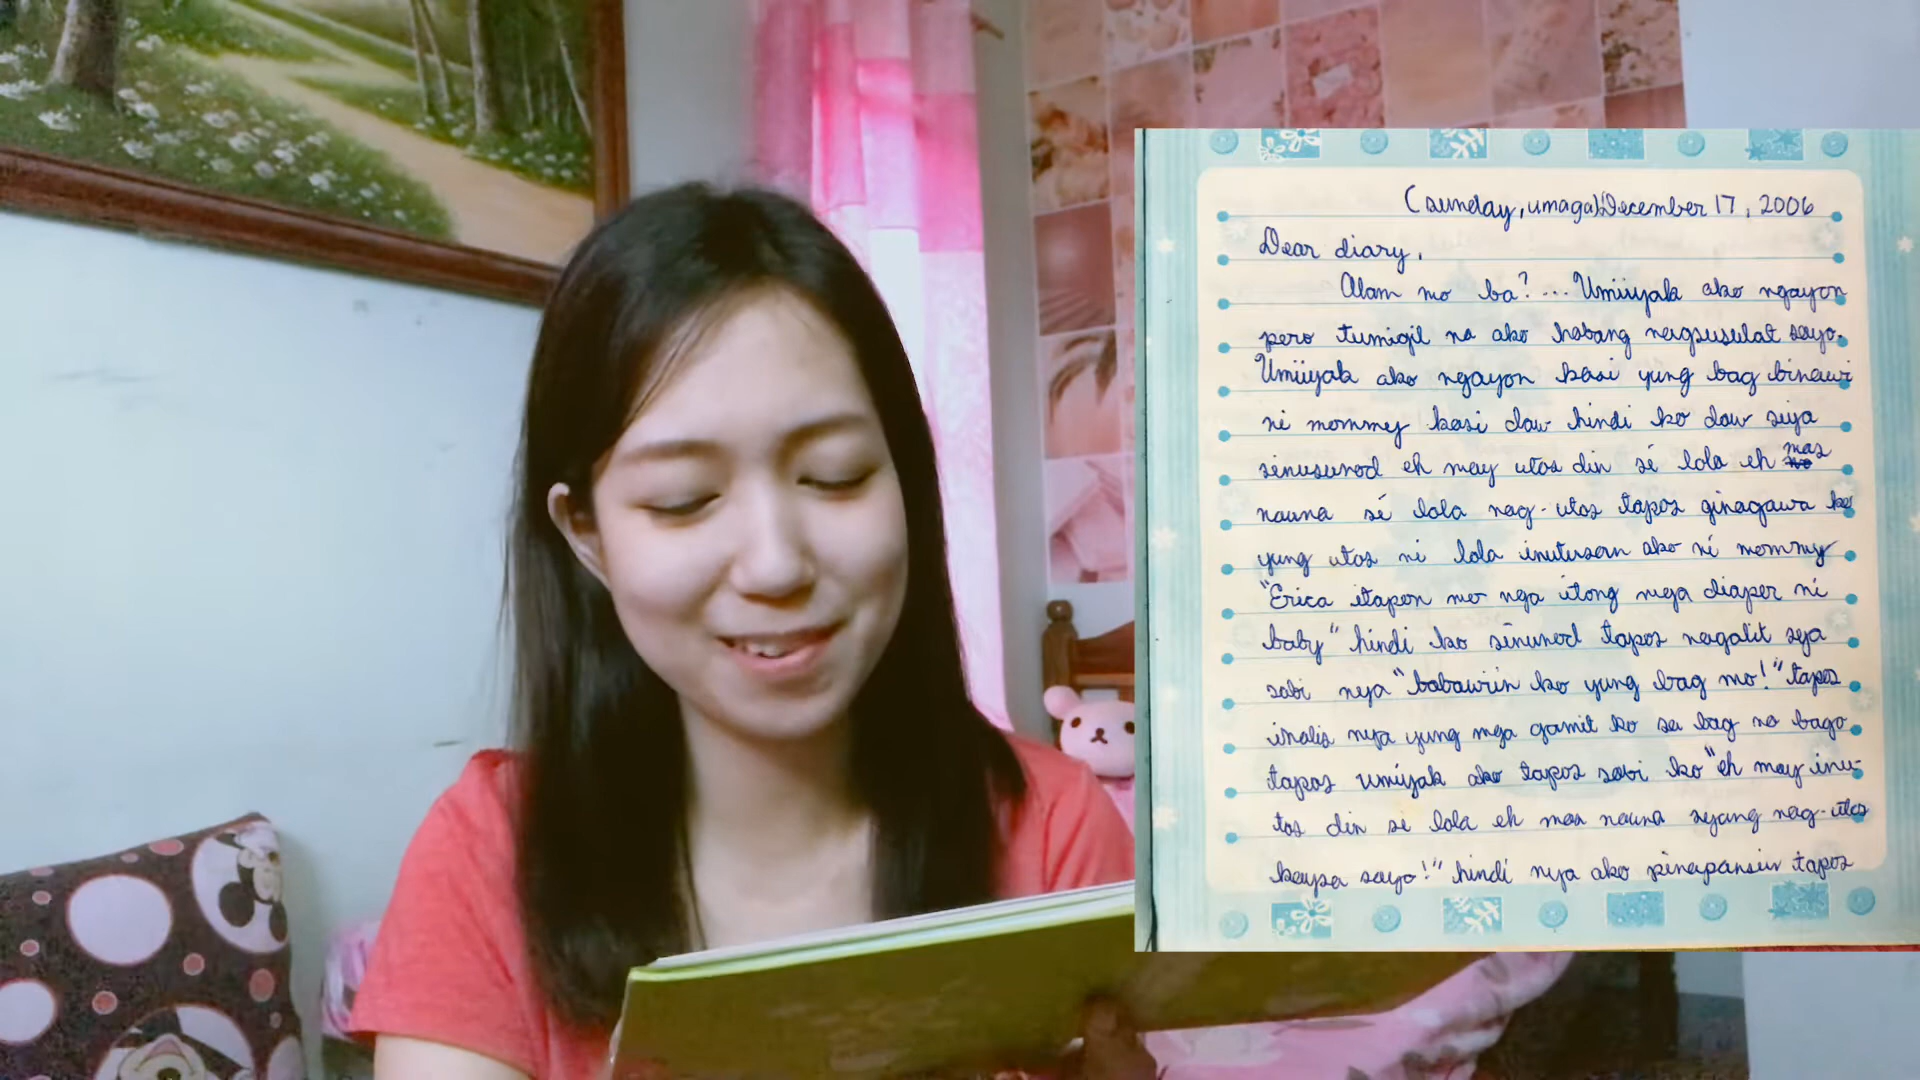 (Sunday, umaga) December 17, 2006
Dear diary,
Alam mo ba? ... Umiiyak ako ngayon
pero tumigil na ako habang nagsusulat sayo.
Umiiyak ako ngayon kasi yung bag binawi
ni mommy kasi daw hindi ko daw siya
sinusunod eh may utos din si lola eh mas
nauna si lola nag-utos tapos ginagawa ko
yung utos ni lola inutusan ako ni mommy
"Erica itapon mo nga itong mga diaper ni
baby" hindi ko sinunod tapos nagalit sya
sabi nya "babawiin ko yung bag mo!" tapos
inalis nya yung mga gamit ko sa bag na bago
tapos umiyak ako tapos sabi ko "eh may inu-
tos din si lola eh mas nauna syang nag-utos
kaysa sayo!" hindi nya ako pinapansin tapos